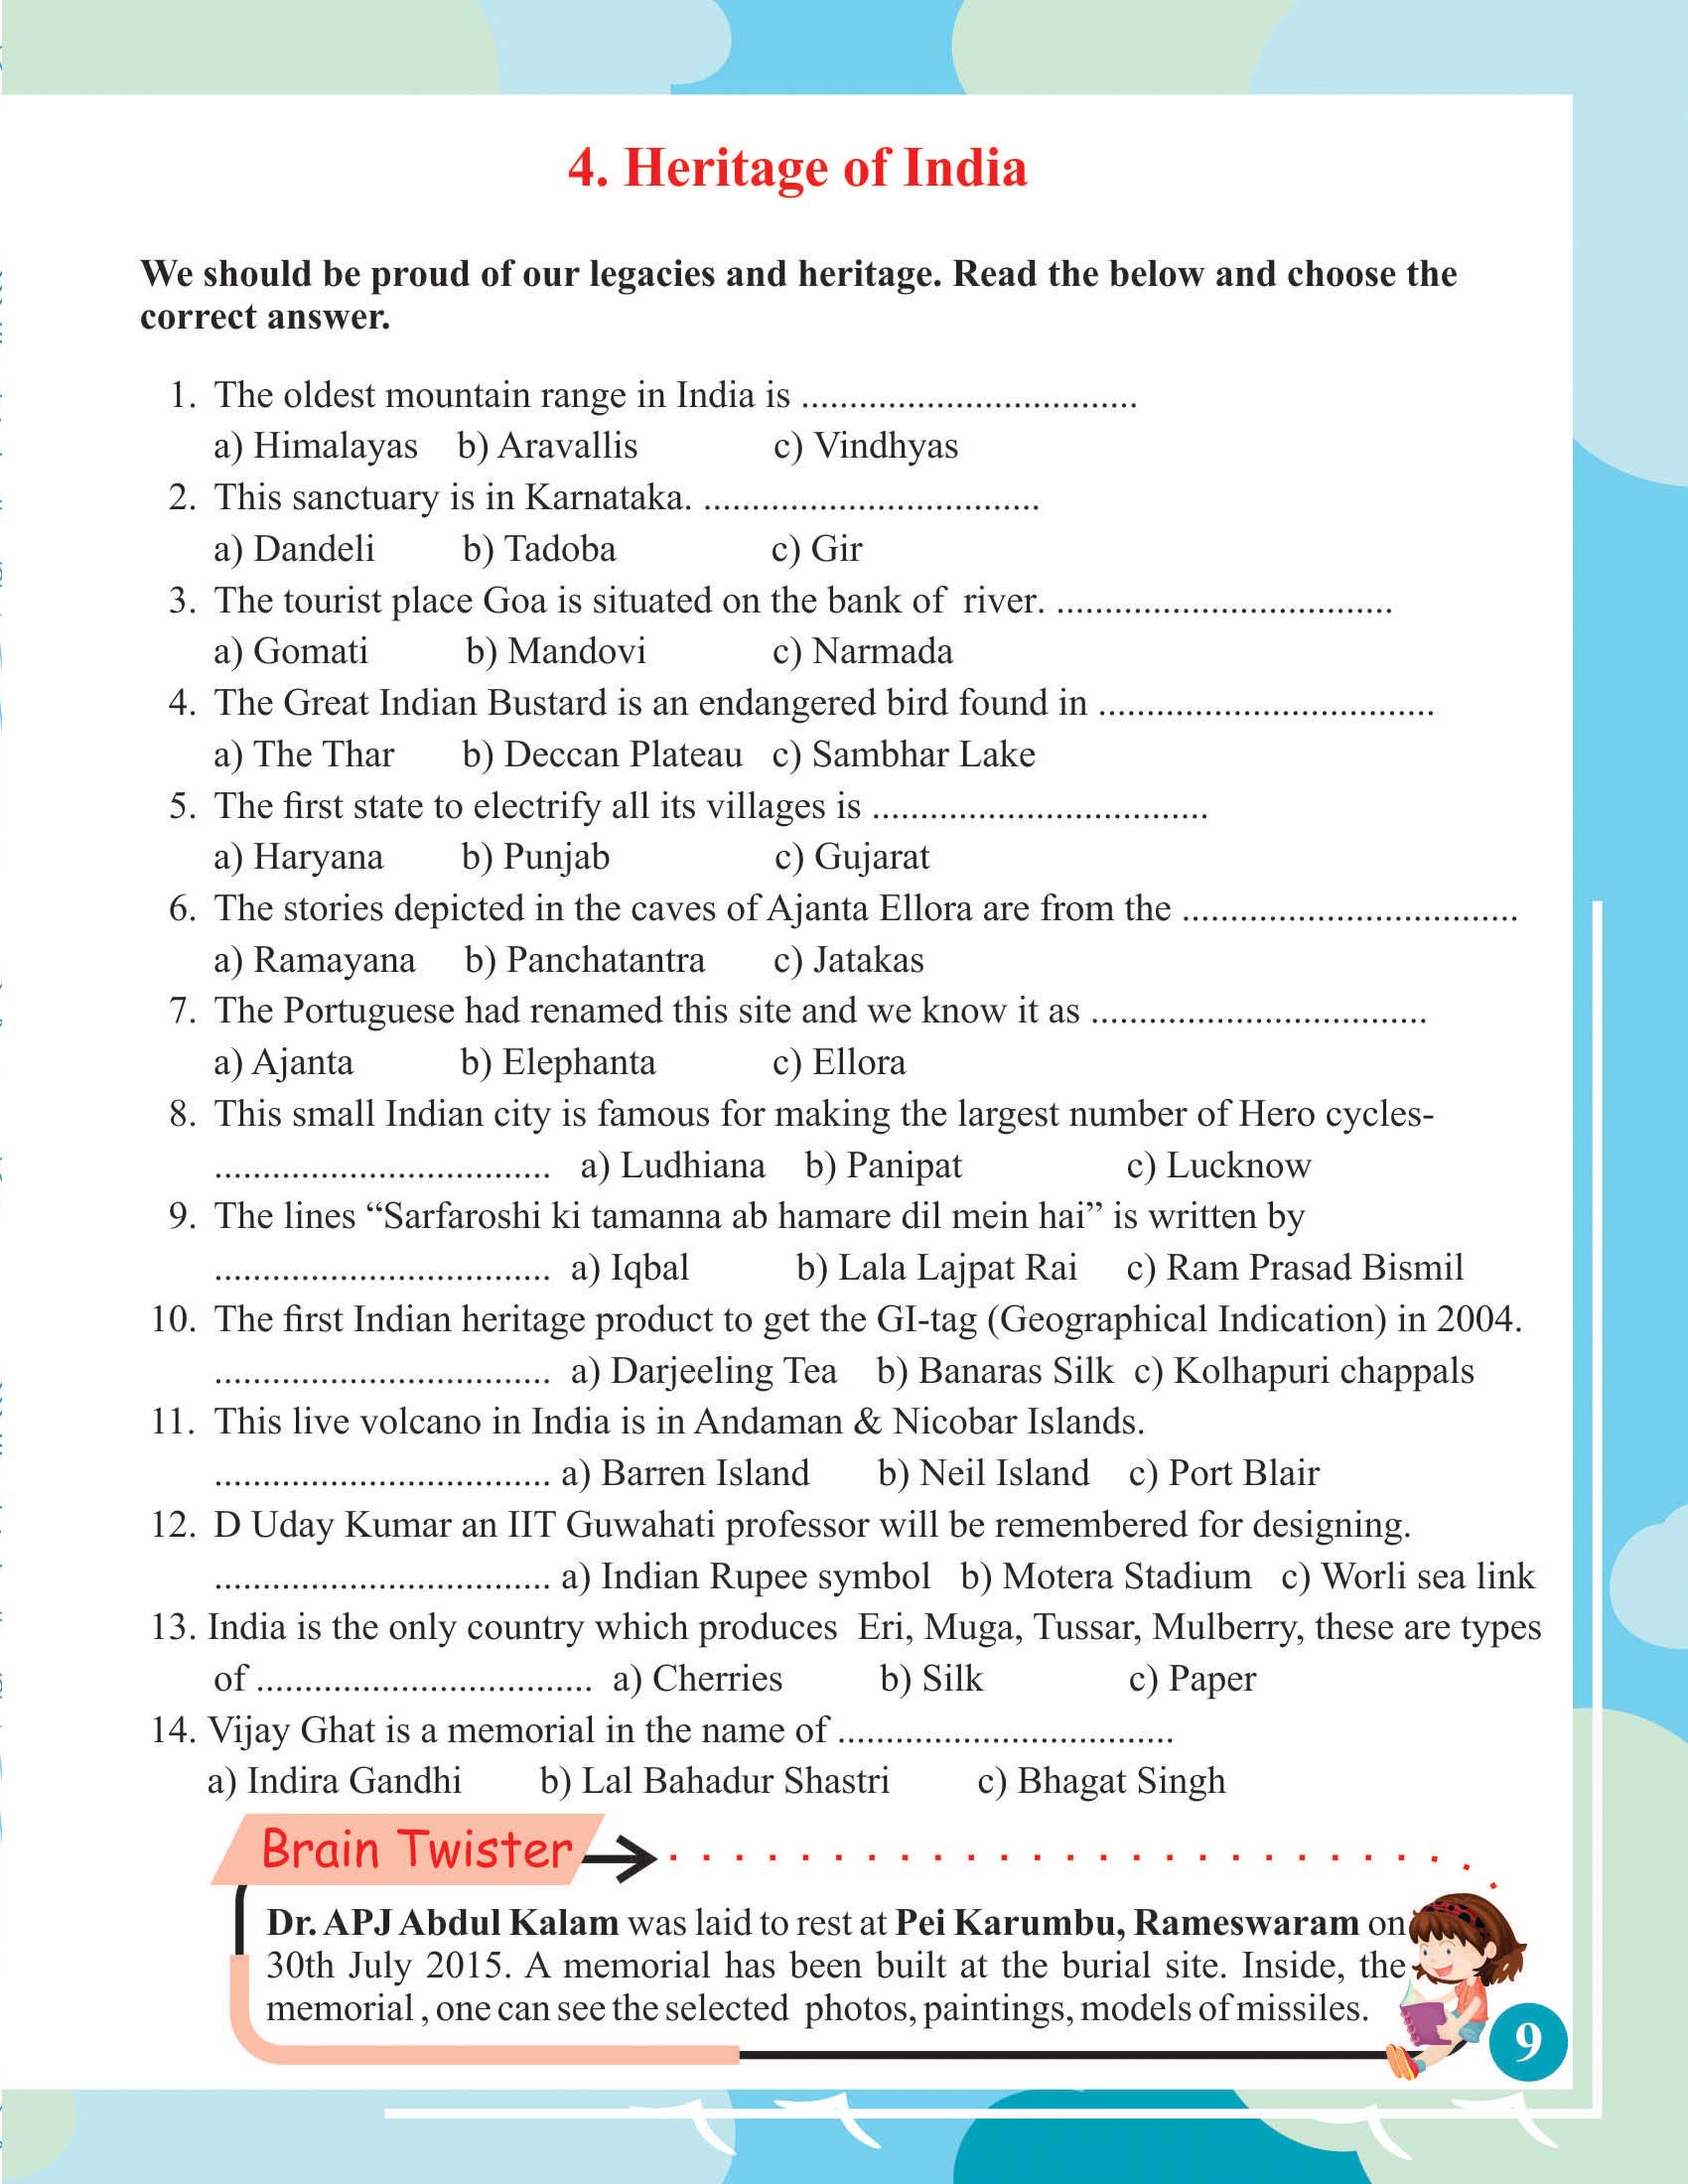 4. Heritage of India
We should be proud of our legacies and heritage. Read the below and choose the
correct answer.
1. The oldest mountain range in India is ...................................
a) Himalayas b) Aravallis c) Vindhyas
2. This sanctuary is in Karnataka. ...................................
a) Dandeli b) Tadoba c) Gir
3. The tourist place Goa is situated on the bank of river. ...................................
a) Gomati b) Mandovi c) Narmada
4. The Great Indian Bustard is an endangered bird found in ...................................
a) The Thar b) Deccan Plateau c) Sambhar Lake
5. The first state to electrify all its villages is ...................................
a) Haryana b) Punjab c) Gujarat
6. The stories depicted in the caves of Ajanta Ellora are from the ...................................
a) Ramayana b) Panchatantra c) Jatakas
7. The Portuguese had renamed this site and we know it as ...................................
a) Ajanta b) Elephanta c) Ellora
8. This small Indian city is famous for making the largest number of Hero cycles-
................................... a) Ludhiana b) Panipat c) Lucknow
9. The lines “Sarfaroshi ki tamanna ab hamare dil mein hai” is written by
................................... a) Iqbal b) Lala Lajpat Rai c) Ram Prasad Bismil
10. The first Indian heritage product to get the GI-tag (Geographical Indication) in 2004.
................................... a) Darjeeling Tea b) Banaras Silk c) Kolhapuri chappals
11. This live volcano in India is in Andaman & Nicobar Islands.
................................... a) Barren Island b) Neil Island c) Port Blair
12. D Uday Kumar an IIT Guwahati professor will be remembered for designing.
................................... a) Indian Rupee symbol b) Motera Stadium c) Worli sea link
13. India is the only country which produces Eri, Muga, Tussar, Mulberry, these are types
of ................................... a) Cherries b) Silk c) Paper
14. Vijay Ghat is a memorial in the name of ...................................
a) Indira Gandhi b) Lal Bahadur Shastri c) Bhagat Singh
Brain Twister
Dr. APJ Abdul Kalam was laid to rest at Pei Karumbu, Rameswaram on
30th July 2015. A memorial has been built at the burial site. Inside, the
memorial , one can see the selected photos, paintings, models of missiles.
9